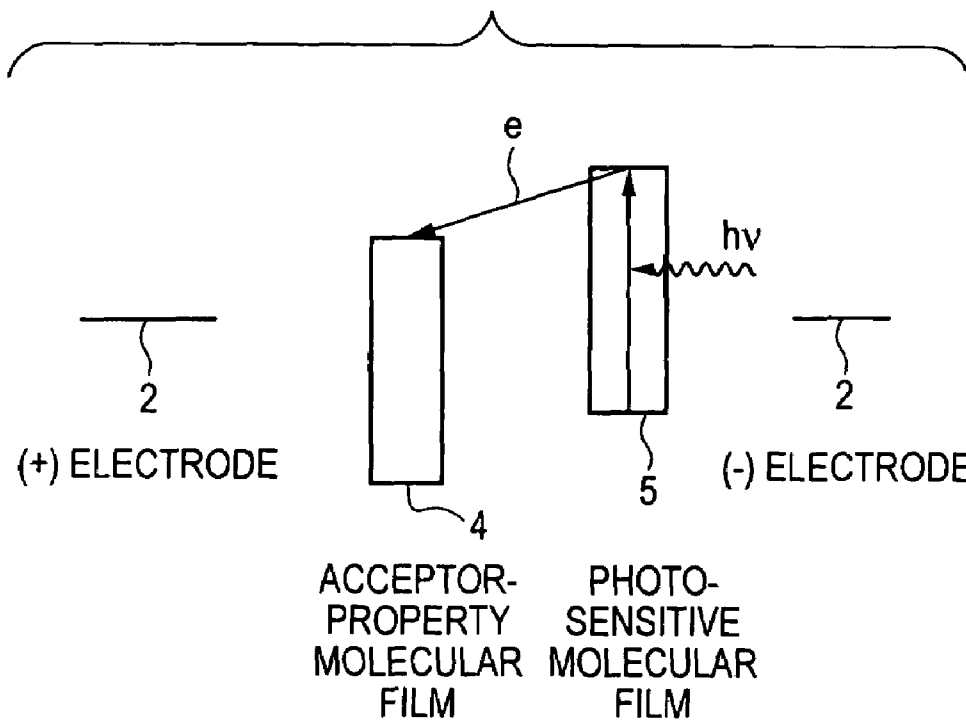 e
hν
2
2
(+) ELECTRODE
5
(-) ELECTRODE
4
ACCEPTOR-
PROPERTY
MOLECULAR
FILM
PHOTO-
SENSITIVE
MOLECULAR
FILM